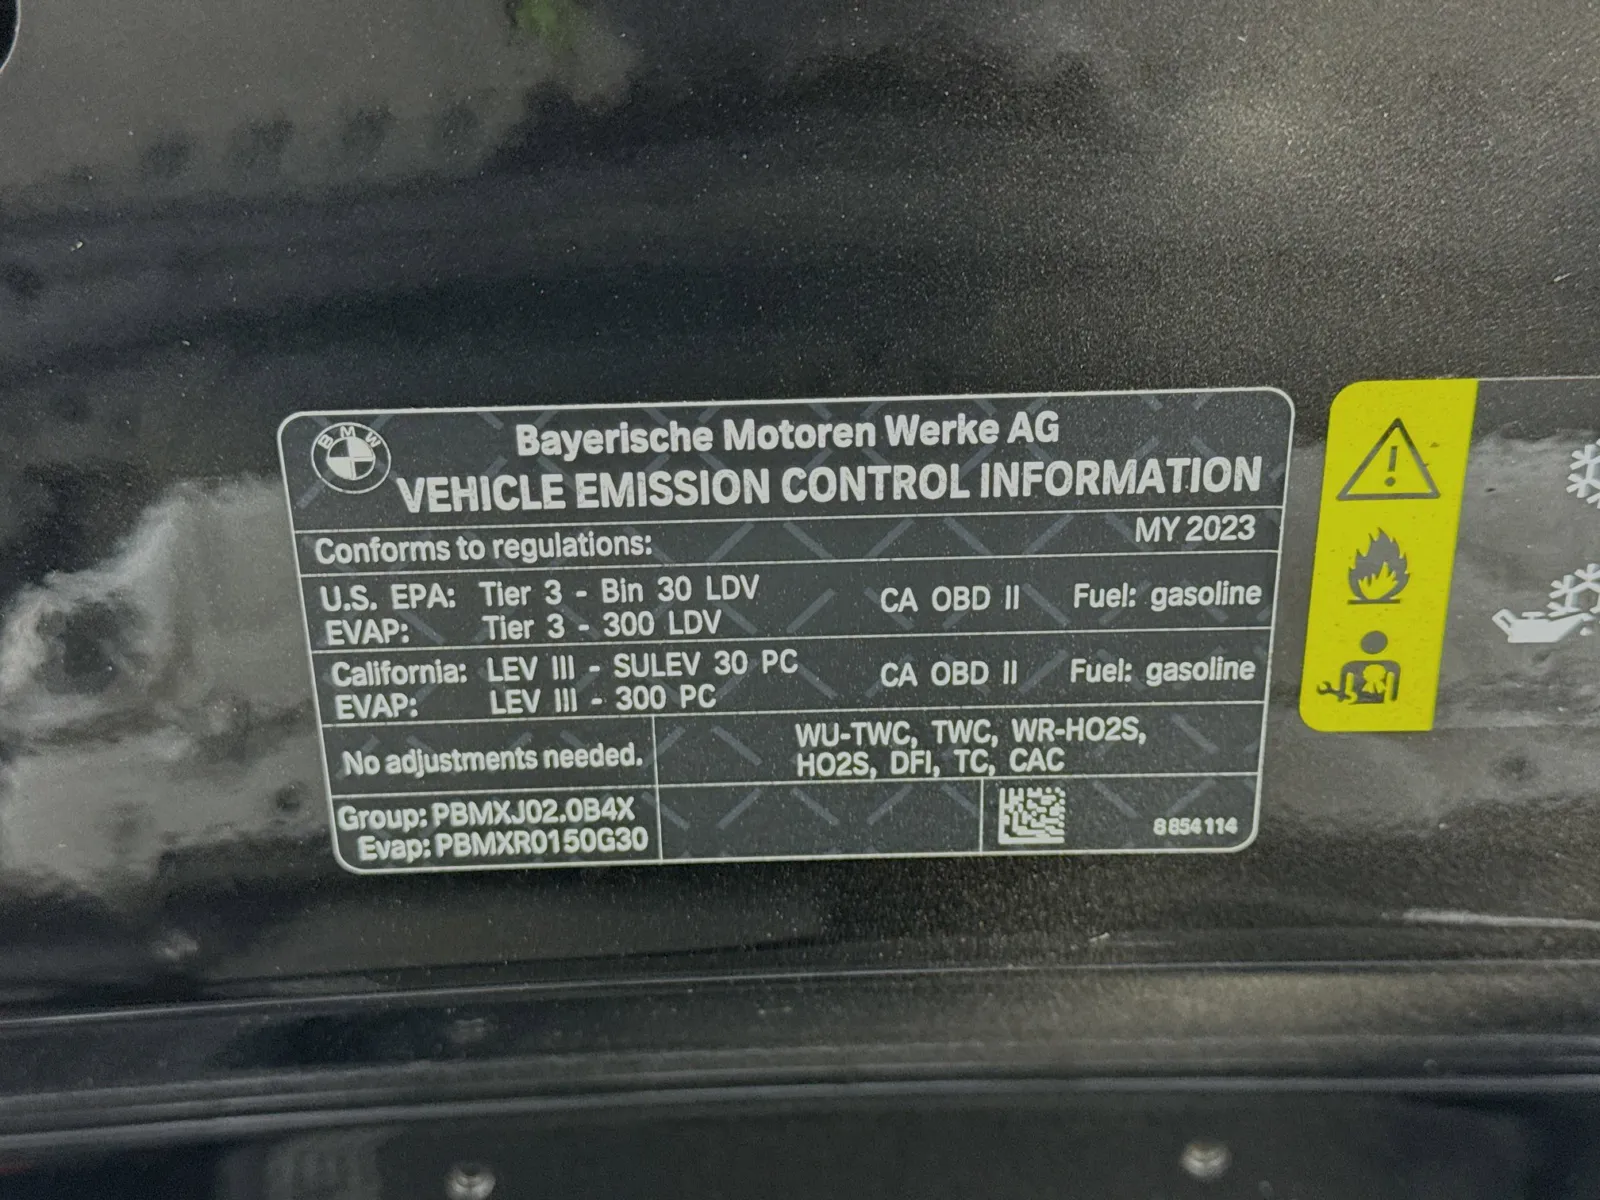 BMW
Bayerische Motoren Werke AG
VEHICLE EMISSION CONTROL INFORMATION
Conforms to regulations: MY 2023
U.S. EPA: Tier 3 - Bin 30 LDV CA OBD II Fuel: gasoline
EVAP: Tier 3 - 300 LDV
California: LEV III - SULEV 30 PC CA OBD II Fuel: gasoline
EVAP: LEV III - 300 PC
No adjustments needed. WU-TWC, TWC, WR-HO2S,
HO2S, DFI, TC, CAC
Group: PBMXJ02.0B4X
Evap: PBMXR0150G30 8 854 114